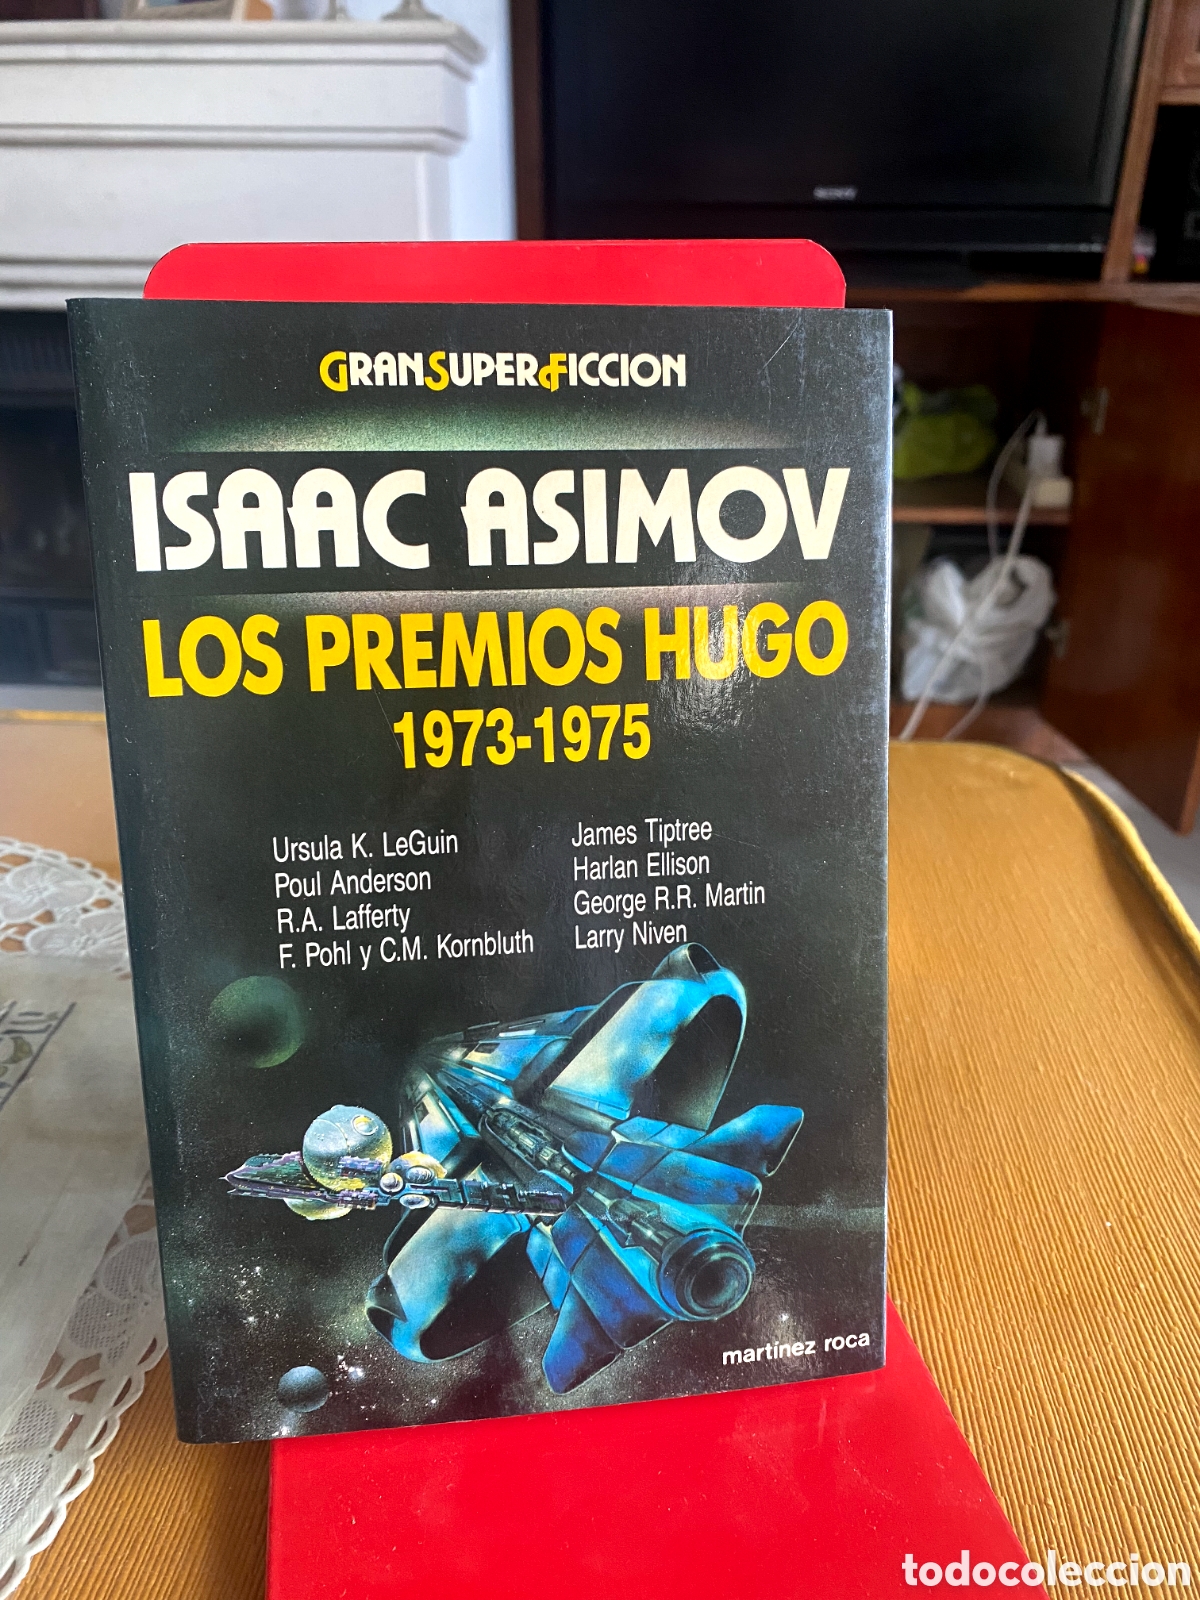 SONY
GRANSUPERFICCION
ISAAC ASIMOV
LOS PREMIOS HUGO
1973-1975
Ursula K. LeGuin
Poul Anderson
R.A. Lafferty
F. Pohl y C.M. Kornbluth
James Tiptree
Harlan Ellison
George R.R. Martin
Larry Niven
martínez roca
todocoleccion